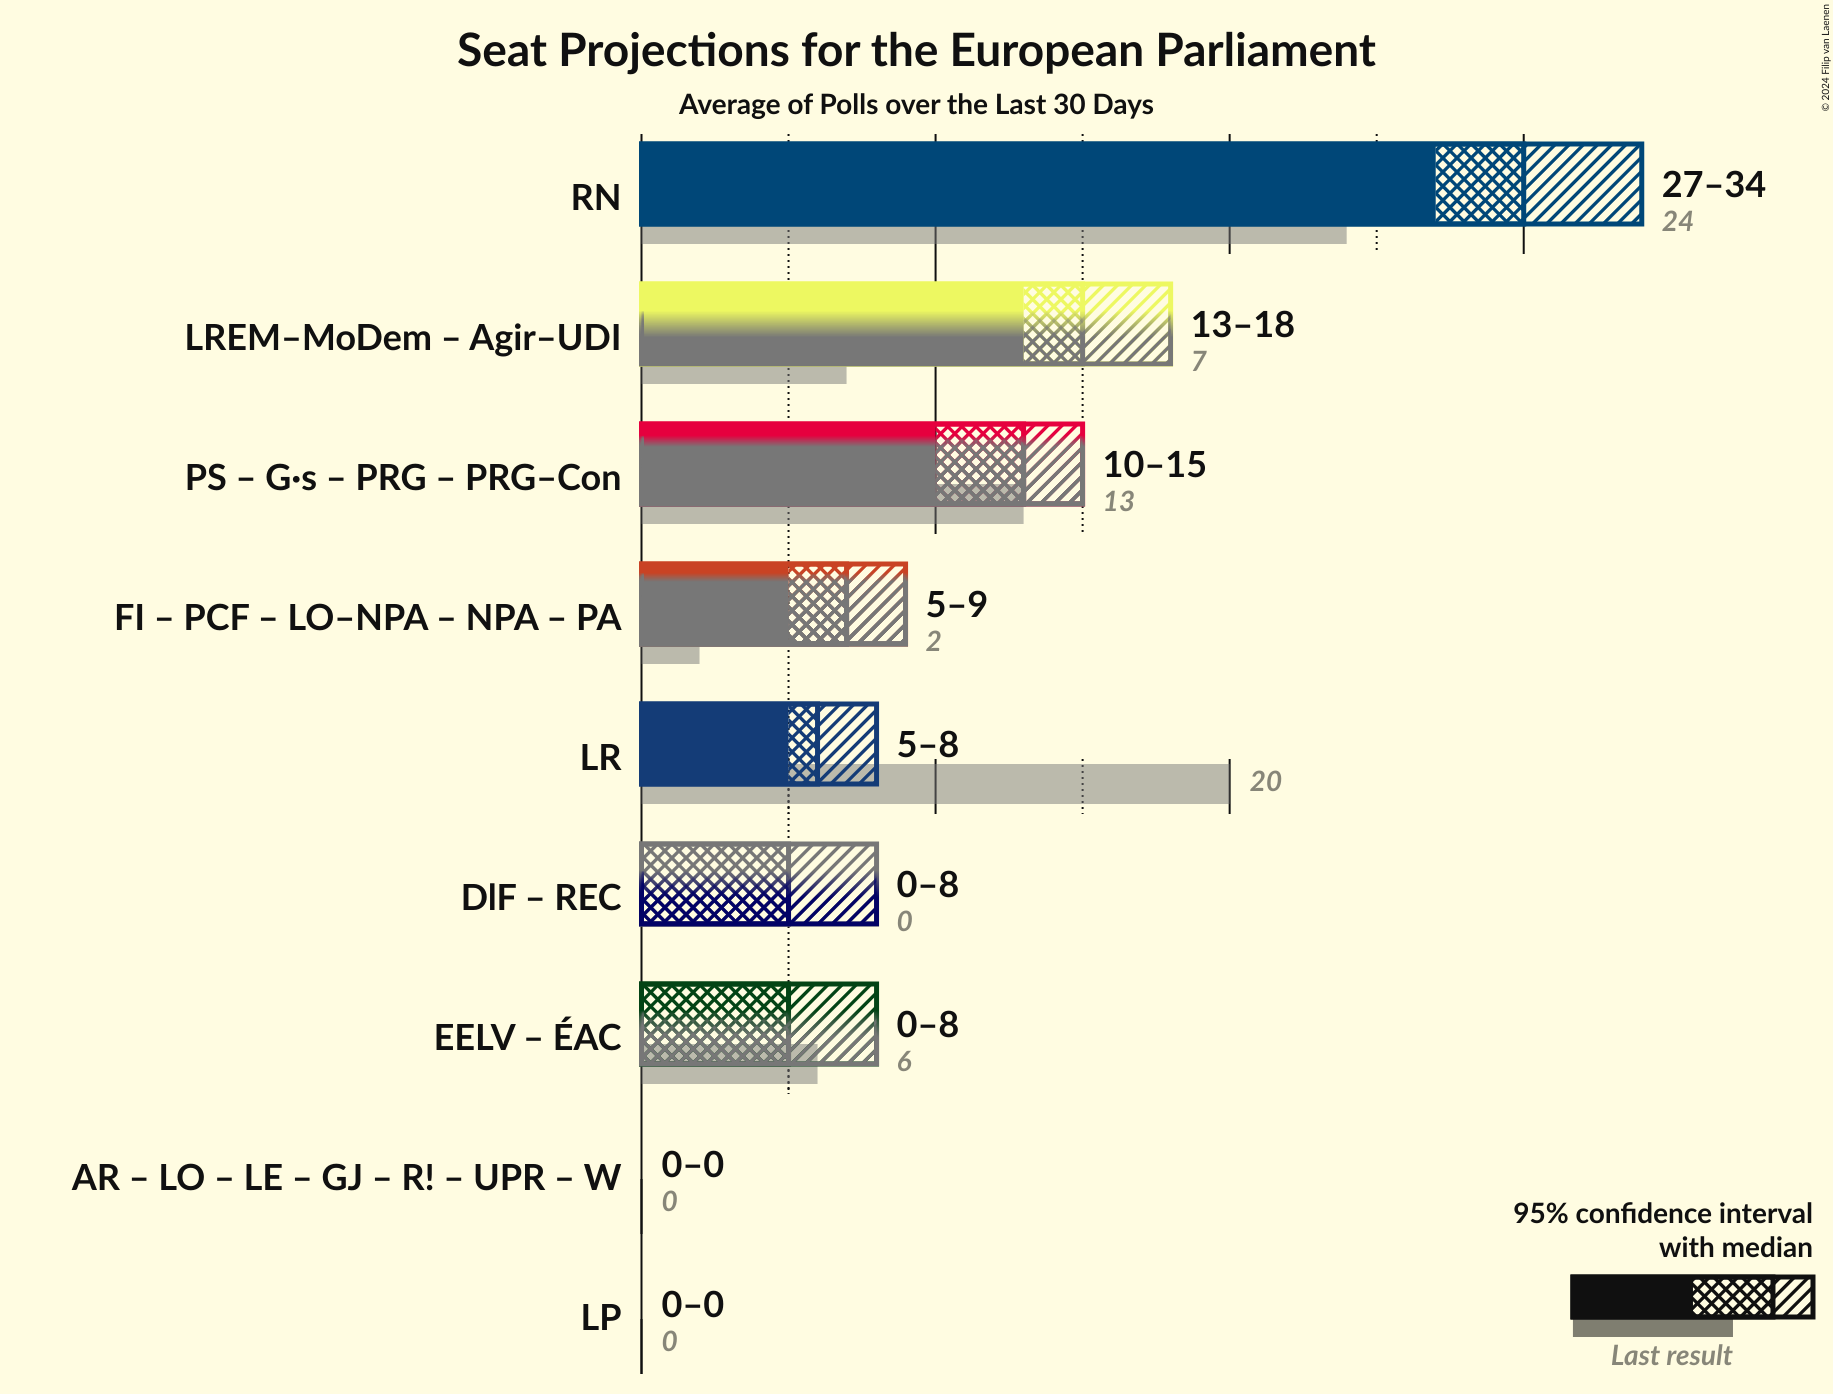 Seat Projections for the European Parliament
Average of Polls over the Last 30 Days
© 2024 Filip van Laenen
RN
27–34
24
LREM–MoDem – Agir–UDI
13–18
7
PS – G·s – PRG – PRG–Con
10–15
13
FI – PCF – LO–NPA – NPA – PA
5–9
2
LR
5–8
20
DlF – REC
0–8
0
EELV – ÉAC
0–8
6
AR – LO – LE – GJ – R! – UPR – W
0–0
0
LP
0–0
0
95% confidence interval
with median
Last result